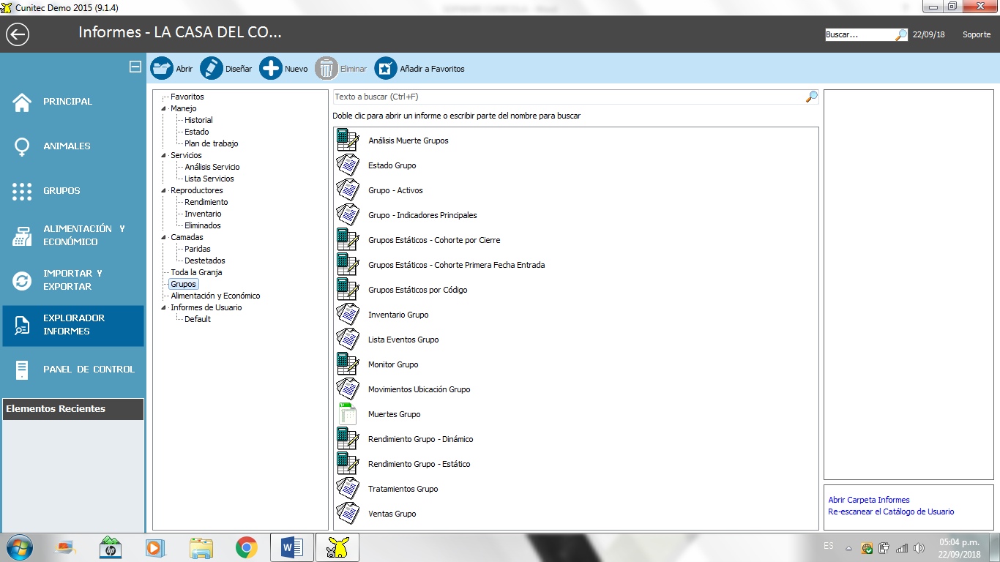 Cunitec Demo 2015 (9.1.4)
Informes - LA CASA DEL CO...
Buscar...
22/09/18
Soporte
Abrir
Diseñar
Nuevo
Eliminar
Añadir a Favoritos
PRINCIPAL
ANIMALES
GRUPOS
ALIMENTACIÓN Y
ECONÓMICO
IMPORTAR Y
EXPORTAR
EXPLORADOR
INFORMES
PANEL DE CONTROL
Elementos Recientes
Favoritos
Manejo
Historial
Estado
Plan de trabajo
Servicios
Análisis Servicio
Lista Servicios
Reproductores
Rendimiento
Inventario
Eliminados
Camadas
Paridas
Destetados
Toda la Granja
Grupos
Alimentación y Económico
Informes de Usuario
Default
Texto a buscar (Ctrl+F)
Doble clic para abrir un informe o escribir parte del nombre para buscar
Análisis Muerte Grupos
Estado Grupo
Grupo - Activos
Grupo - Indicadores Principales
Grupos Estáticos - Cohorte por Cierre
Grupos Estáticos - Cohorte Primera Fecha Entrada
Grupos Estáticos por Código
Inventario Grupo
Lista Eventos Grupo
Monitor Grupo
Movimientos Ubicación Grupo
Muertes Grupo
Rendimiento Grupo - Dinámico
Rendimiento Grupo - Estático
Tratamientos Grupo
Ventas Grupo
Abrir Carpeta Informes
Re-escanear el Catálogo de Usuario
ES
05:04 p.m.
22/09/2018